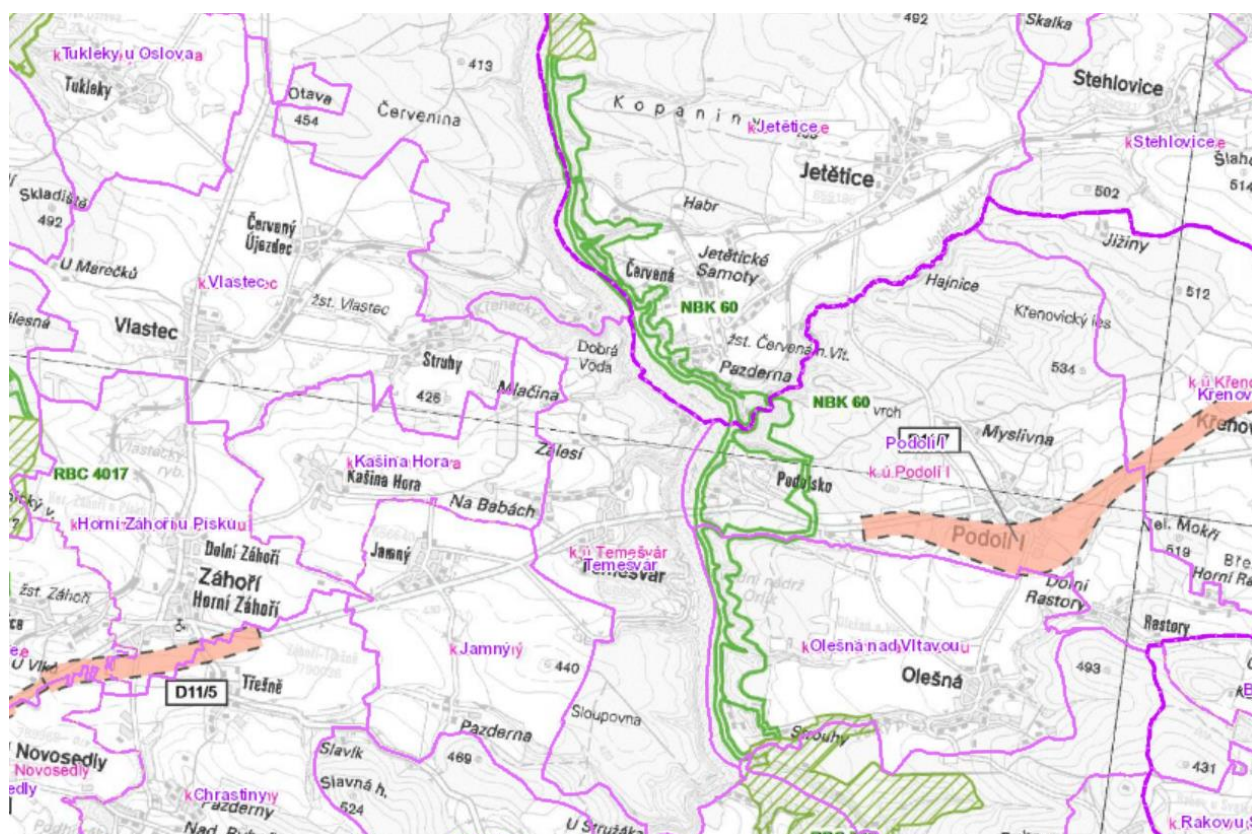 Tukleky u Oslova
Tukleky
413
492
Skalka
Stehlovice
Otava
454
Červenina
Kopaniny
k Jetětice
k Stehlovice
Jetětice
502
514
Skladiště
492
Habr
Červený
Újezdec
Jetětické
Samoty
Jižiny
U Marečků
k Vlastec
Červená
Hajnice
512
NBK 60
žst. Vlastec
Křenovický les
Vlastec
Struhy
Dobrá
Voda
žst. Červená n. Vlt.
Pazderna
534
426
Mlačina
NBK 60
vrch
Myslivna
Podolí I
k.ú. Podolí I
Zálesí
RBC 4017
k Kašina Hora
Kašina Hora
Podolsko
Na Babách
k Horní Záhoří u Písku
Dolní Záhoří
Jamný
k.ú. Temešvár
Temešvár
Temešvár
Podolí I
519
Záhoří
Horní Záhoří
žst. Záhoří
Dolní
Rastory
Rastory
k Jamný
440
k Olešná nad Vltavou
493
Olešná
D11/5
Třešně
Sloupovna
Pazderna
Strouhy
Novosedly
Novosedly
Slavík
469
431
Slavná h.
524
k Chrastiny
Pazderny
U Stružáka